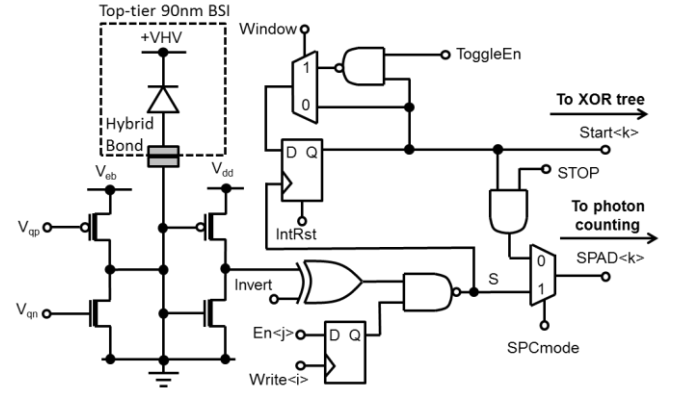 Top-tier 90nm BSI
+VHV
Hybrid
Bond
Window
1
0
ToggleEn
To XOR tree
Start<k>
D Q
IntRst
STOP
To photon
counting
SPAD<k>
0
1
SPCmode
Veb
Vdd
Vqp
Vqn
Invert
S
En<j>
D Q
Write<i>